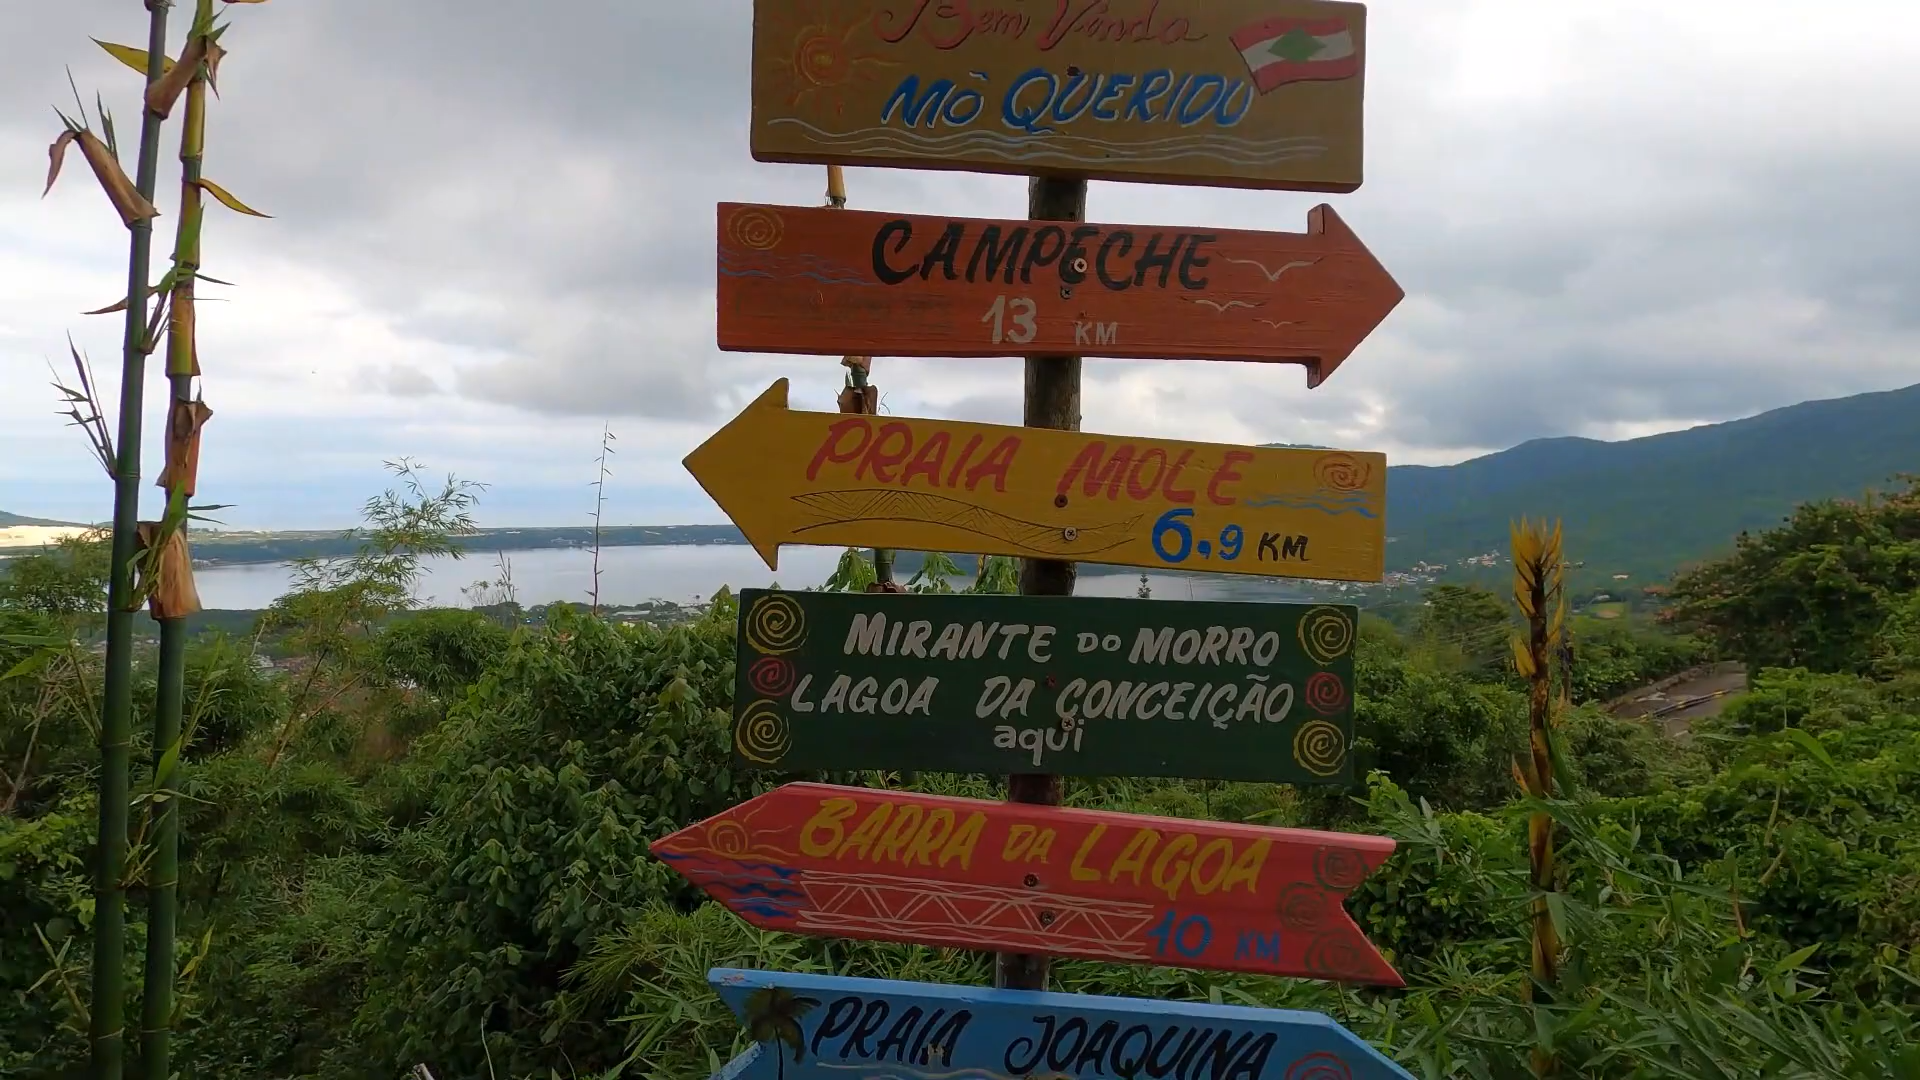 Bem Vindo
MÔ QUERIDU
CAMPECHE
13 KM
PRAIA MOLE
6,9 KM
MIRANTE DO MORRO
LAGOA DA CONCEIÇÃO
aqui
BARRA DA LAGOA
10 KM
PRAIA JOAQUINA